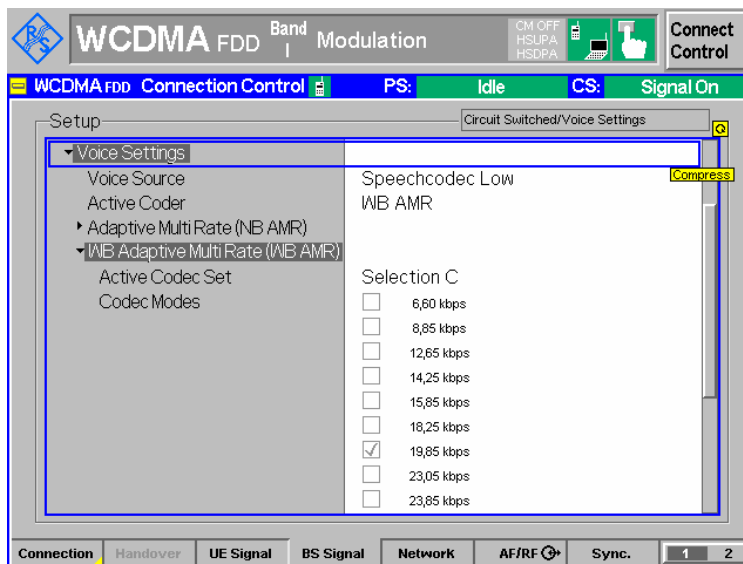 R S
WCDMA FDD Band I Modulation
CM OFF
HSUPA
HSDPA
Connect Control
WCDMA FDD Connection Control PS: Idle CS: Signal On
Setup
Circuit Switched/Voice Settings
Voice Settings
Compress
Voice Source Speechcodec Low
Active Coder WB AMR
Adaptive Multi Rate (NB AMR)
WB Adaptive Multi Rate (WB AMR)
Active Codec Set Selection C
Codec Modes 6,60 kbps
8,85 kbps
12,65 kbps
14,25 kbps
15,85 kbps
18,25 kbps
19,85 kbps
23,05 kbps
23,85 kbps
Connection Handover UE Signal BS Signal Network AF/RF Sync. 1 2